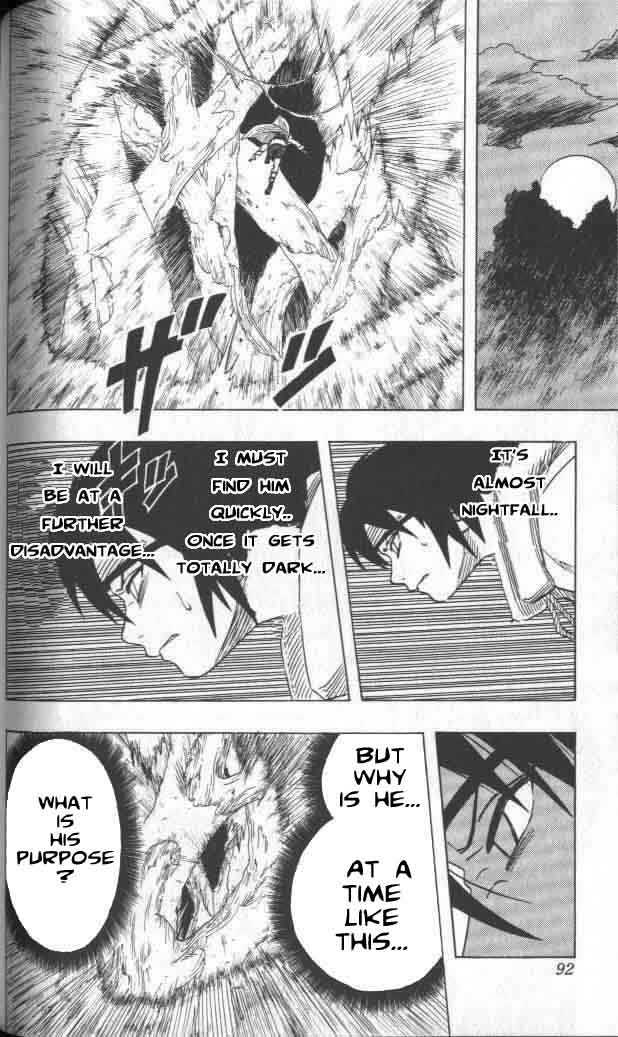 ザッ
IT'S
ALMOST
NIGHTFALL..
I MUST
FIND HIM
QUICKLY..
ONCE IT GETS
TOTALLY DARK...
I WILL
BE AT A
FURTHER
DISADVANTAGE...
BUT
WHY
IS HE...
AT A
TIME
LIKE
THIS...
WHAT
IS
HIS
PURPOSE
?
92